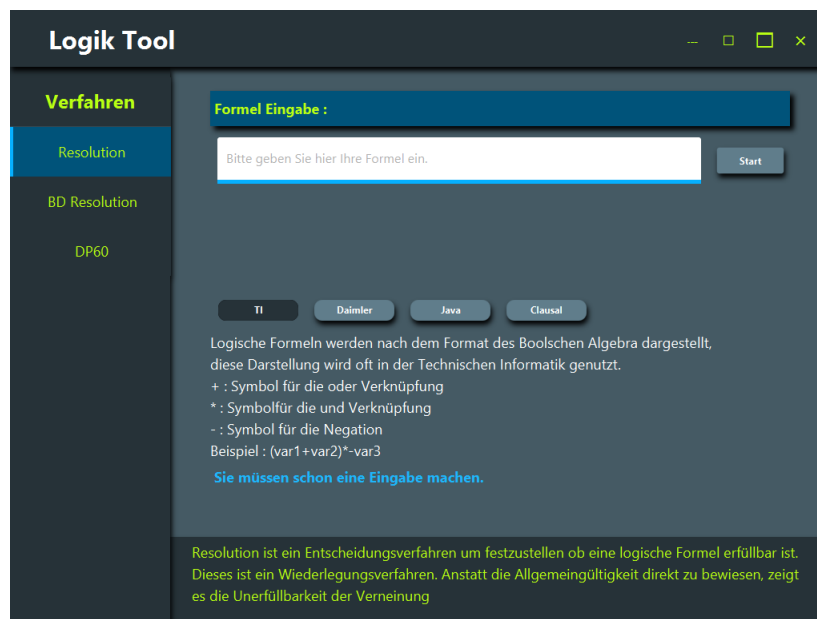 Logik Tool
Verfahren
Resolution
BD Resolution
DP60
Formel Eingabe :
Bitte geben Sie hier Ihre Formel ein.
Start
TI Daimler Java Clausal
Logische Formeln werden nach dem Format des Boolschen Algebra dargestellt,
diese Darstellung wird oft in der Technischen Informatik genutzt.
+ : Symbol für die oder Verknüpfung
* : Symbolfür die und Verknüpfung
- : Symbol für die Negation
Beispiel : (var1+var2)*-var3
Sie müssen schon eine Eingabe machen.
Resolution ist ein Entscheidungsverfahren um festzustellen ob eine logische Formel erfüllbar ist.
Dieses ist ein Wiederlegungsverfahren. Anstatt die Allgemeingültigkeit direkt zu bewiesen, zeigt
es die Unerfüllbarkeit der Verneinung